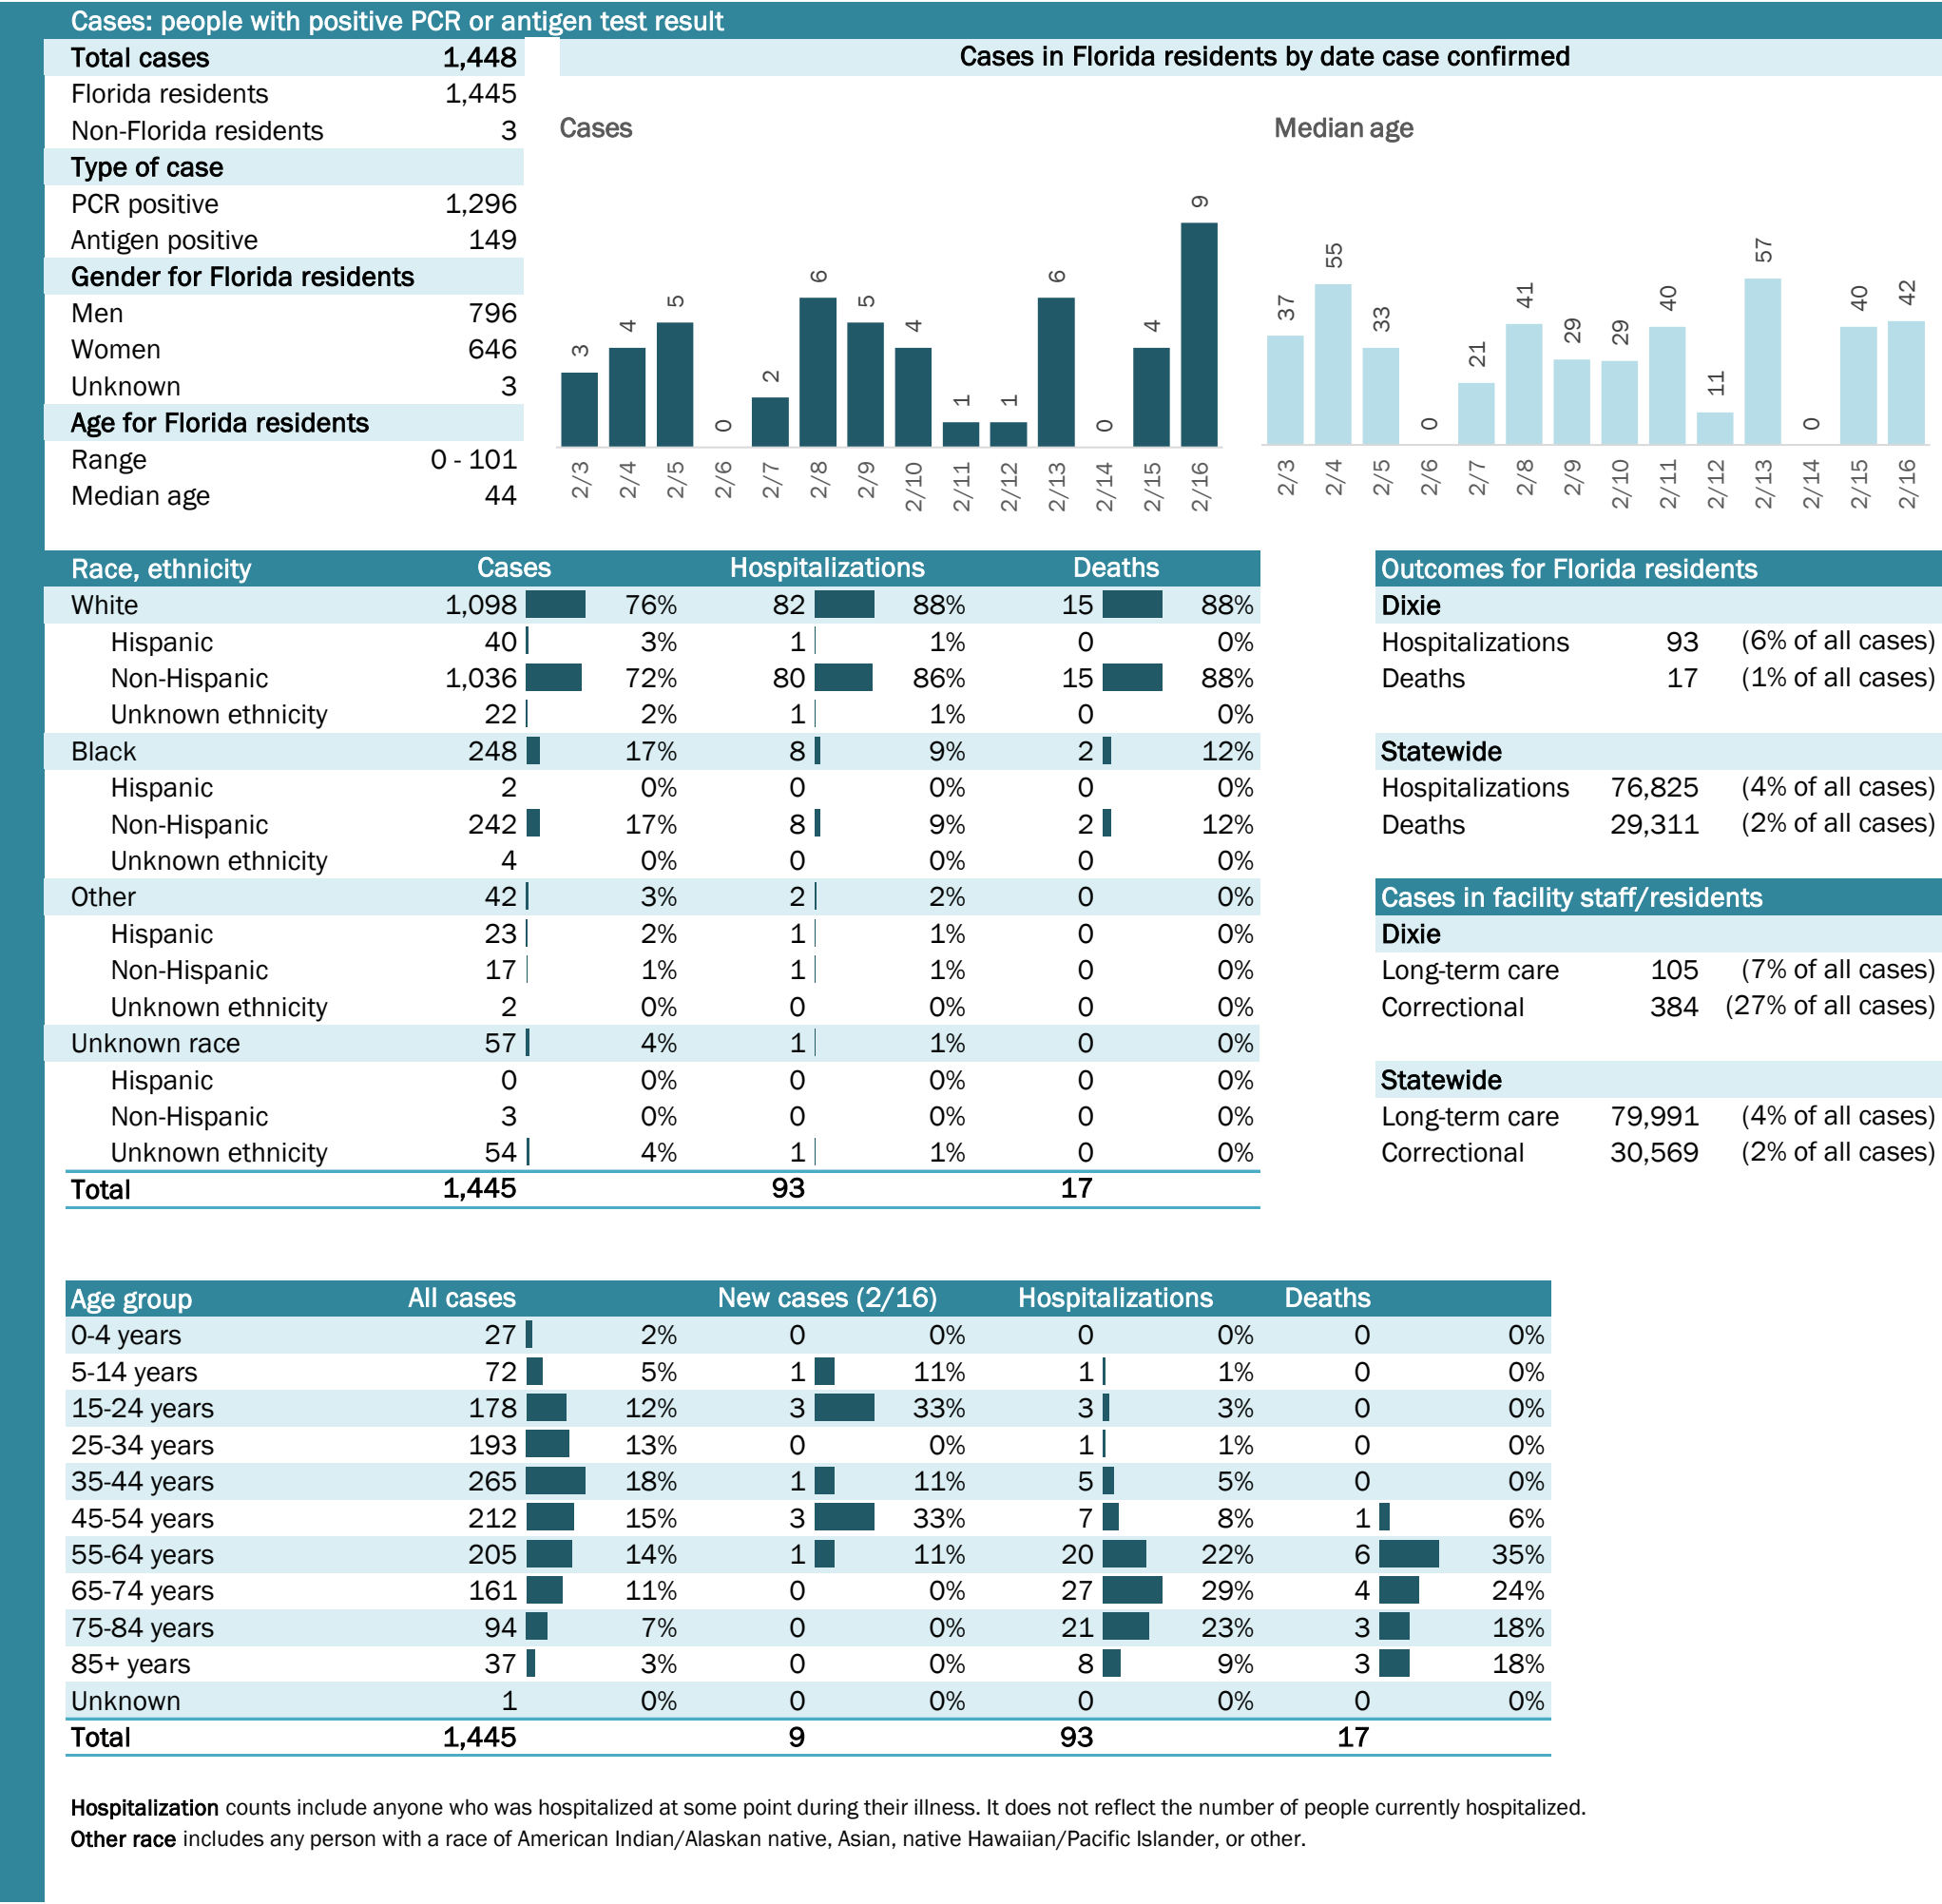 Cases: people with positive PCR or antigen test result
Total cases 1,448
Florida residents 1,445
Non-Florida residents 3
Type of case
PCR positive 1,296
Antigen positive 149
Gender for Florida residents
Men 796
Women 646
Unknown 3
Age for Florida residents
Range 0 - 101
Median age 44
Cases in Florida residents by date case confirmed
Cases
3 4 5 0 2 6 5 4 1 1 6 0 4 9
2/3 2/4 2/5 2/6 2/7 2/8 2/9 2/10 2/11 2/12 2/13 2/14 2/15 2/16
Median age
37 55 33 0 21 41 29 29 40 11 57 0 40 42
2/3 2/4 2/5 2/6 2/7 2/8 2/9 2/10 2/11 2/12 2/13 2/14 2/15 2/16
Race, ethnicity Cases Hospitalizations Deaths
White 1,098 76% 82 88% 15 88%
Hispanic 40 3% 1 1% 0 0%
Non-Hispanic 1,036 72% 80 86% 15 88%
Unknown ethnicity 22 2% 1 1% 0 0%
Black 248 17% 8 9% 2 12%
Hispanic 2 0% 0 0% 0 0%
Non-Hispanic 242 17% 8 9% 2 12%
Unknown ethnicity 4 0% 0 0% 0 0%
Other 42 3% 2 2% 0 0%
Hispanic 23 2% 1 1% 0 0%
Non-Hispanic 17 1% 1 1% 0 0%
Unknown ethnicity 2 0% 0 0% 0 0%
Unknown race 57 4% 1 1% 0 0%
Hispanic 0 0% 0 0% 0 0%
Non-Hispanic 3 0% 0 0% 0 0%
Unknown ethnicity 54 4% 1 1% 0 0%
Total 1,445 93 17
Outcomes for Florida residents
Dixie
Hospitalizations 93 (6% of all cases)
Deaths 17 (1% of all cases)
Statewide
Hospitalizations 76,825 (4% of all cases)
Deaths 29,311 (2% of all cases)
Cases in facility staff/residents
Dixie
Long-term care 105 (7% of all cases)
Correctional 384 (27% of all cases)
Statewide
Long-term care 79,991 (4% of all cases)
Correctional 30,569 (2% of all cases)
Age group All cases New cases (2/16) Hospitalizations Deaths
0-4 years 27 2% 0 0% 0 0% 0 0%
5-14 years 72 5% 1 11% 1 1% 0 0%
15-24 years 178 12% 3 33% 3 3% 0 0%
25-34 years 193 13% 0 0% 1 1% 0 0%
35-44 years 265 18% 1 11% 5 5% 0 0%
45-54 years 212 15% 3 33% 7 8% 1 6%
55-64 years 205 14% 1 11% 20 22% 6 35%
65-74 years 161 11% 0 0% 27 29% 4 24%
75-84 years 94 7% 0 0% 21 23% 3 18%
85+ years 37 3% 0 0% 8 9% 3 18%
Unknown 1 0% 0 0% 0 0% 0 0%
Total 1,445 9 93 17
Hospitalization counts include anyone who was hospitalized at some point during their illness. It does not reflect the number of people currently hospitalized.
Other race includes any person with a race of American Indian/Alaskan native, Asian, native Hawaiian/Pacific Islander, or other.